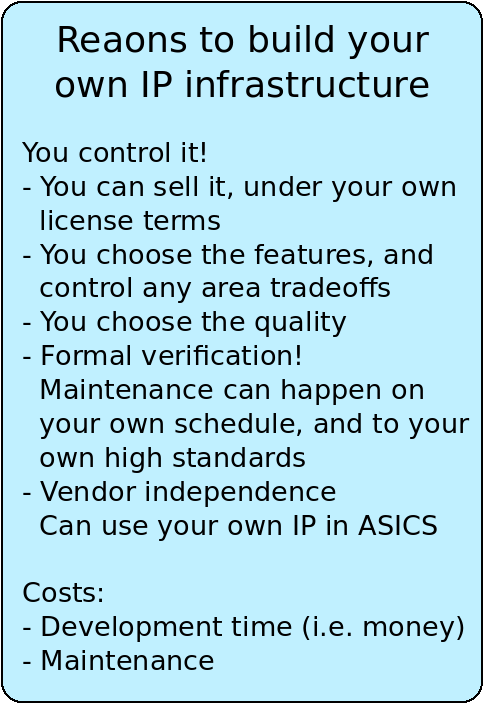 Reaons to build your
own IP infrastructure
You control it!
- You can sell it, under your own
license terms
- You choose the features, and
control any area tradeoffs
- You choose the quality
- Formal verification!
Maintenance can happen on
your own schedule, and to your
own high standards
- Vendor independence
Can use your own IP in ASICS
Costs:
- Development time (i.e. money)
- Maintenance